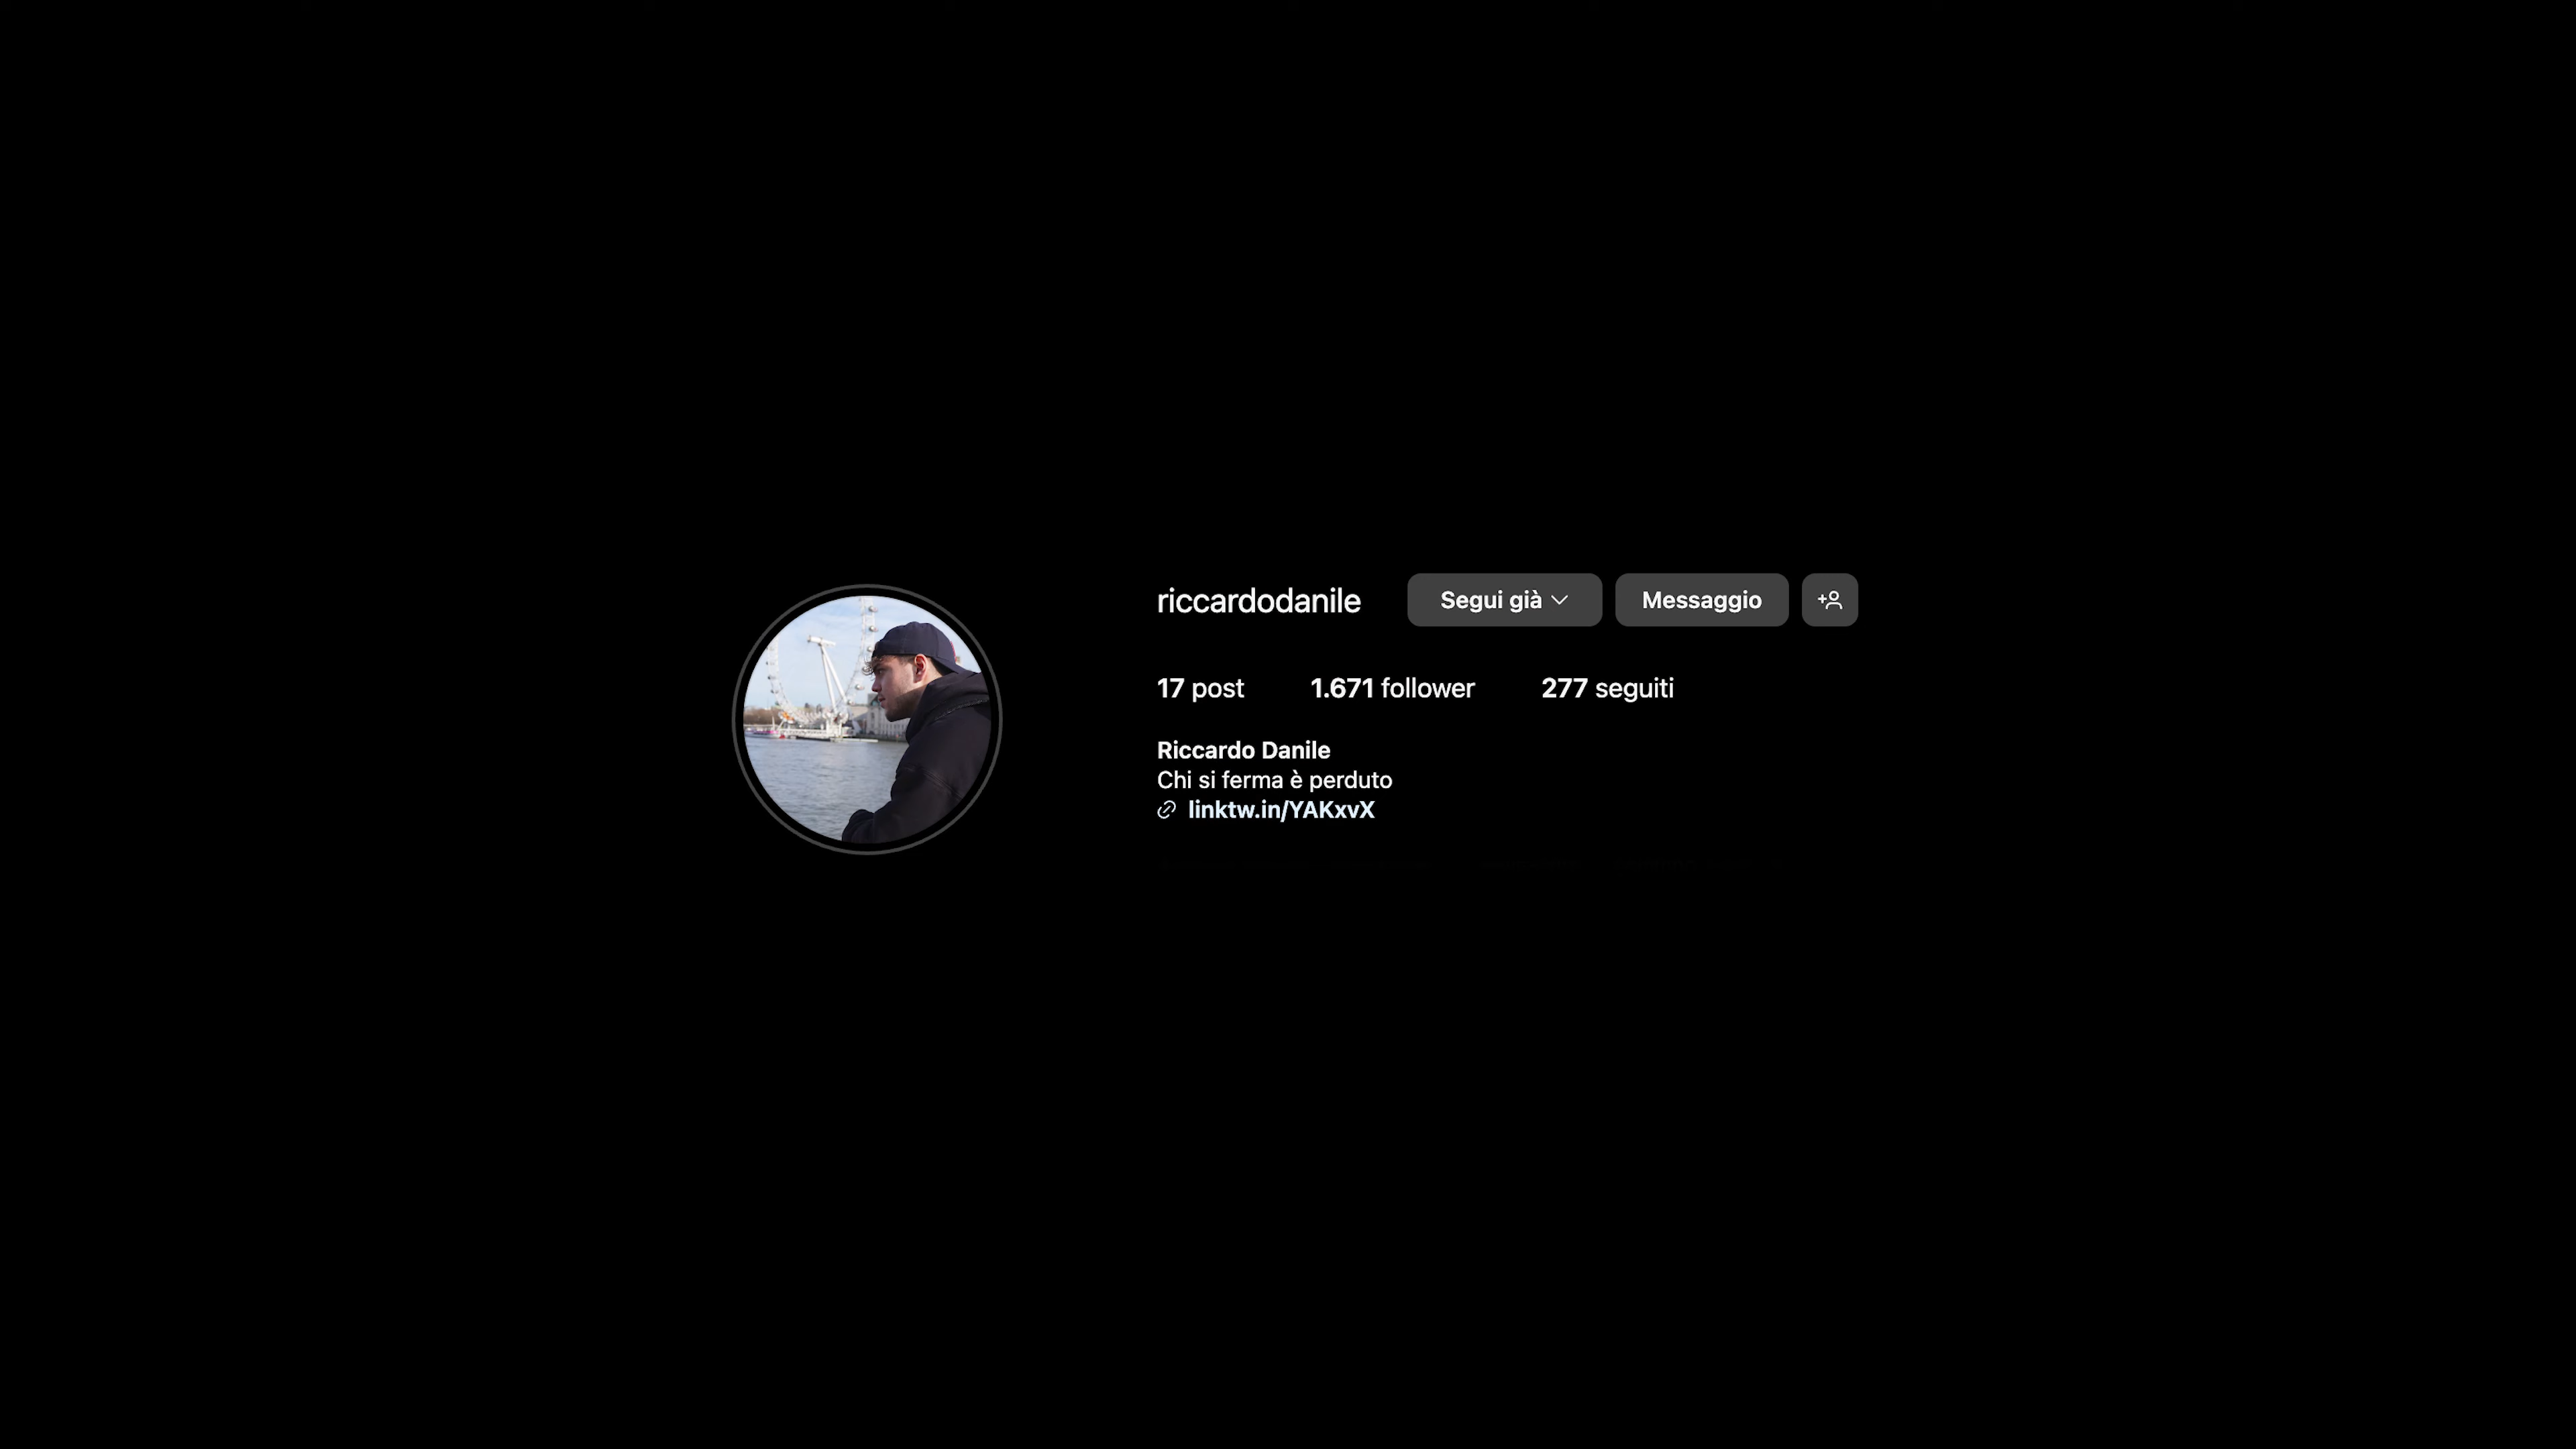 riccardodanile Segui già Messaggio
17 post 1.671 follower 277 seguiti
Riccardo Danile
Chi si ferma è perduto
linktw.in/YAKxvX